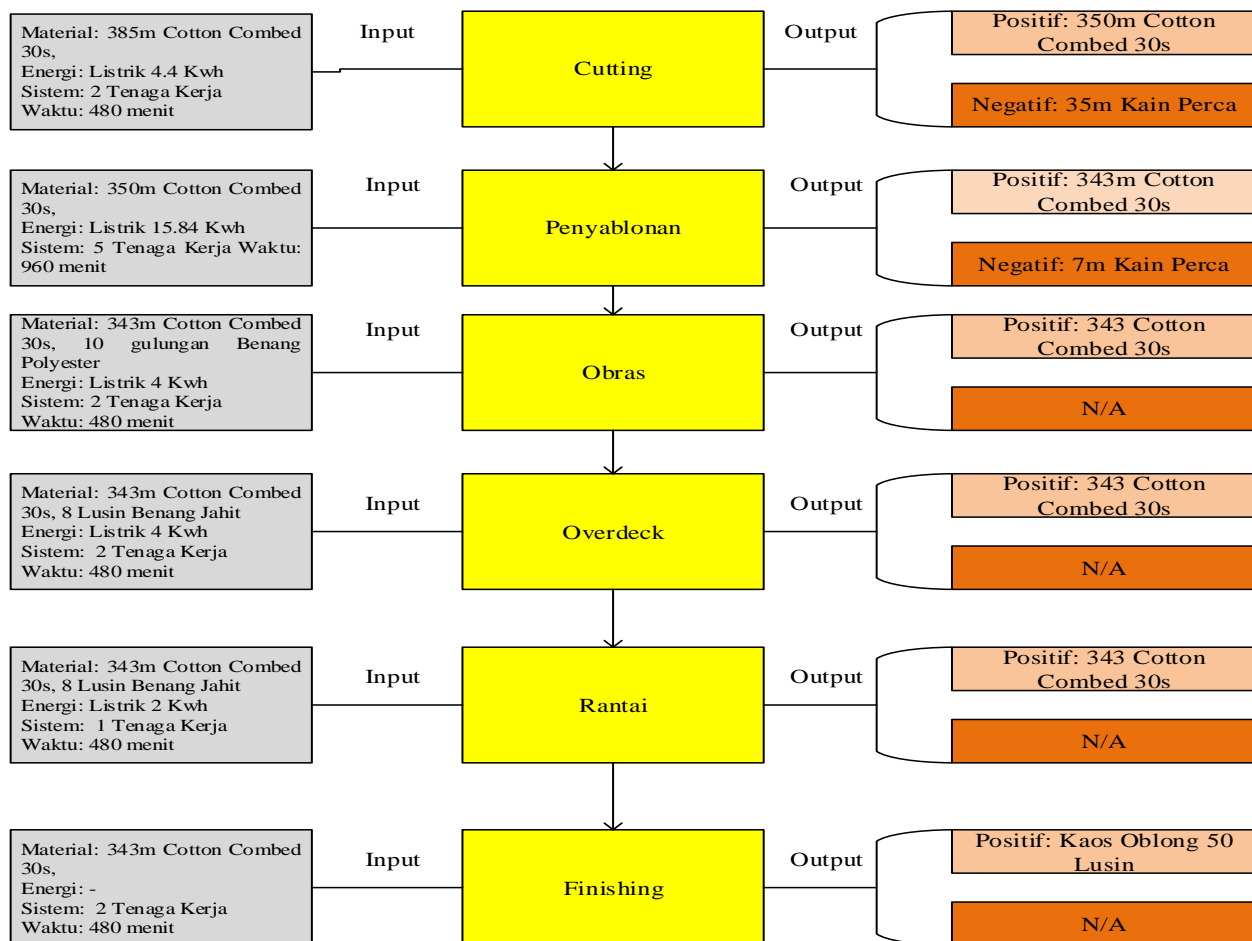 Material: 385m Cotton Combed
30s,
Energi: Listrik 4.4 Kwh
Sistem: 2 Tenaga Kerja
Waktu: 480 menit
Input
Cutting
Output
Positif: 350m Cotton
Combed 30s
Negatif: 35m Kain Perca
Material: 350m Cotton Combed
30s,
Energi: Listrik 15.84 Kwh
Sistem: 5 Tenaga Kerja Waktu:
960 menit
Input
Penyablonan
Output
Positif: 343m Cotton
Combed 30s
Negatif: 7m Kain Perca
Material: 343m Cotton Combed
30s, 10 gulungan Benang
Polyester
Energi: Listrik 4 Kwh
Sistem: 2 Tenaga Kerja
Waktu: 480 menit
Input
Obras
Output
Positif: 343 Cotton
Combed 30s
N/A
Material: 343m Cotton Combed
30s, 8 Lusin Benang Jahit
Energi: Listrik 4 Kwh
Sistem: 2 Tenaga Kerja
Waktu: 480 menit
Input
Overdeck
Output
Positif: 343 Cotton
Combed 30s
N/A
Material: 343m Cotton Combed
30s, 8 Lusin Benang Jahit
Energi: Listrik 2 Kwh
Sistem: 1 Tenaga Kerja
Waktu: 480 menit
Input
Rantai
Output
Positif: 343 Cotton
Combed 30s
N/A
Material: 343m Cotton Combed
30s,
Energi: -
Sistem: 2 Tenaga Kerja
Waktu: 480 menit
Input
Finishing
Output
Positif: Kaos Oblong 50
Lusin
N/A